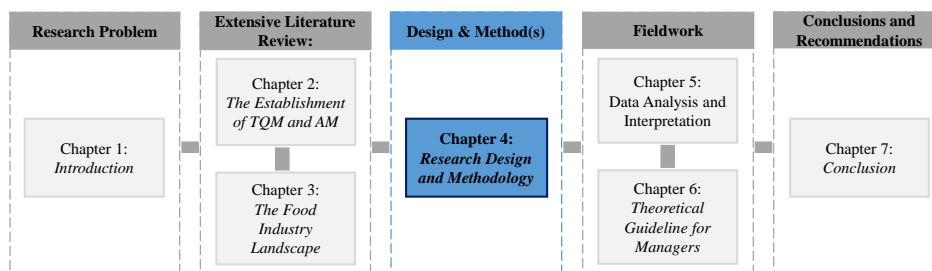 Research Problem
Extensive Literature
Review:
Design & Method(s)
Fieldwork
Conclusions and
Recommendations
Chapter 1:
Introduction
Chapter 2:
The Establishment
of TQM and AM
Chapter 3:
The Food
Industry
Landscape
Chapter 4:
Research Design
and Methodology
Chapter 5:
Data Analysis and
Interpretation
Chapter 6:
Theoretical
Guideline for
Managers
Chapter 7:
Conclusion